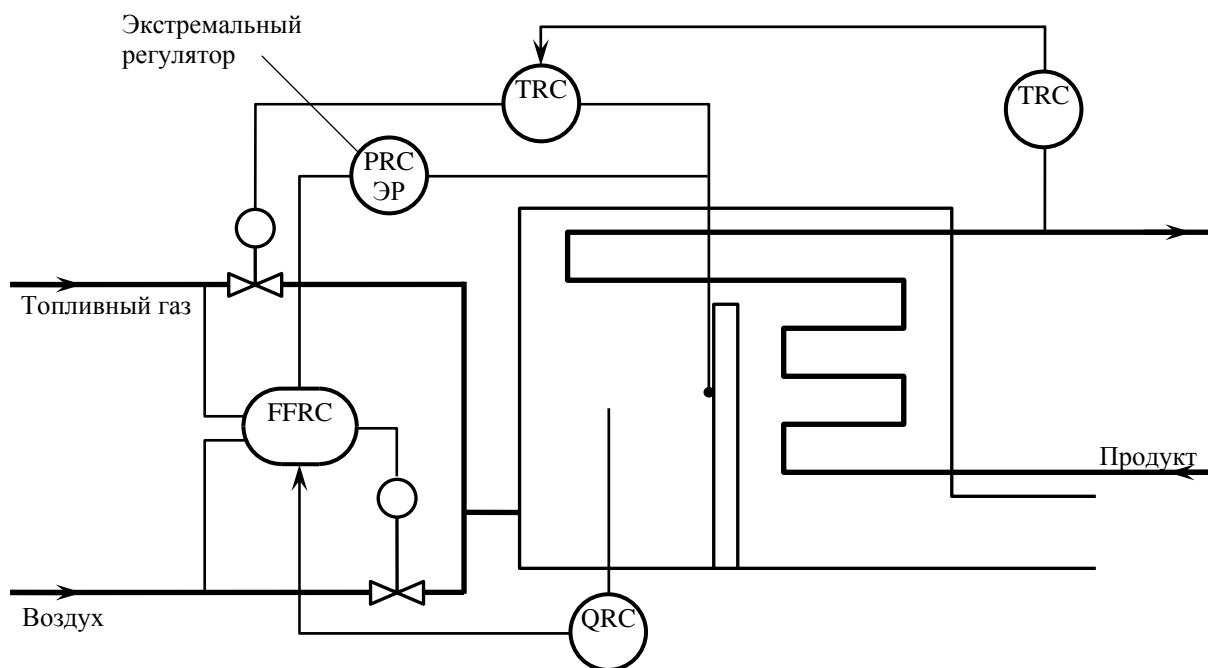 Экстремальный
регулятор
TRC
TRC
PRC
ЭР
Топливный газ
FFRC
Продукт
Воздух
QRC